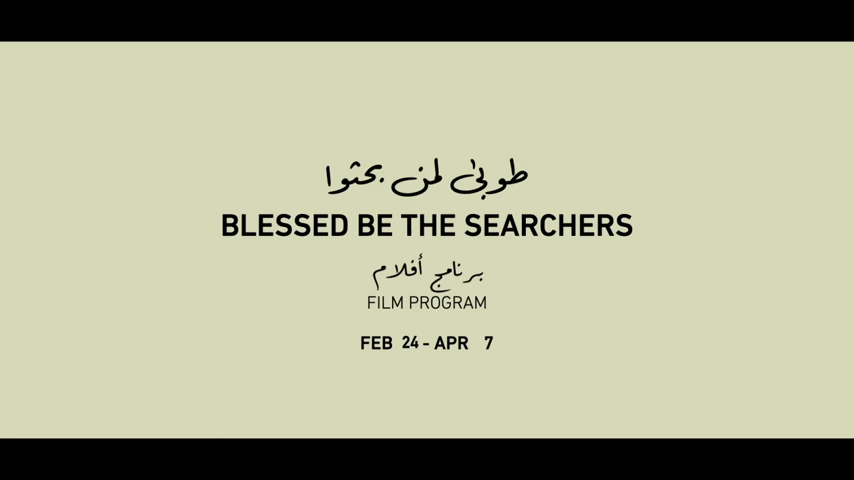 طوبى لمن بحثوا
BLESSED BE THE SEARCHERS
برنامج أفلام
FILM PROGRAM
FEB 24 - APR 7